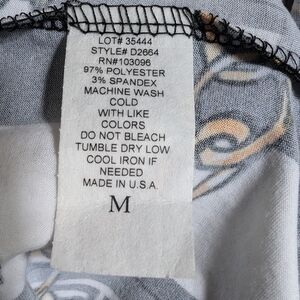 LOT# 35444
STYLE# D2664
RN#103096
97% POLYESTER
3% SPANDEX
MACHINE WASH
COLD
WITH LIKE
COLORS
DO NOT BLEACH
TUMBLE DRY LOW
COOL IRON IF
NEEDED
MADE IN U.S.A.
M